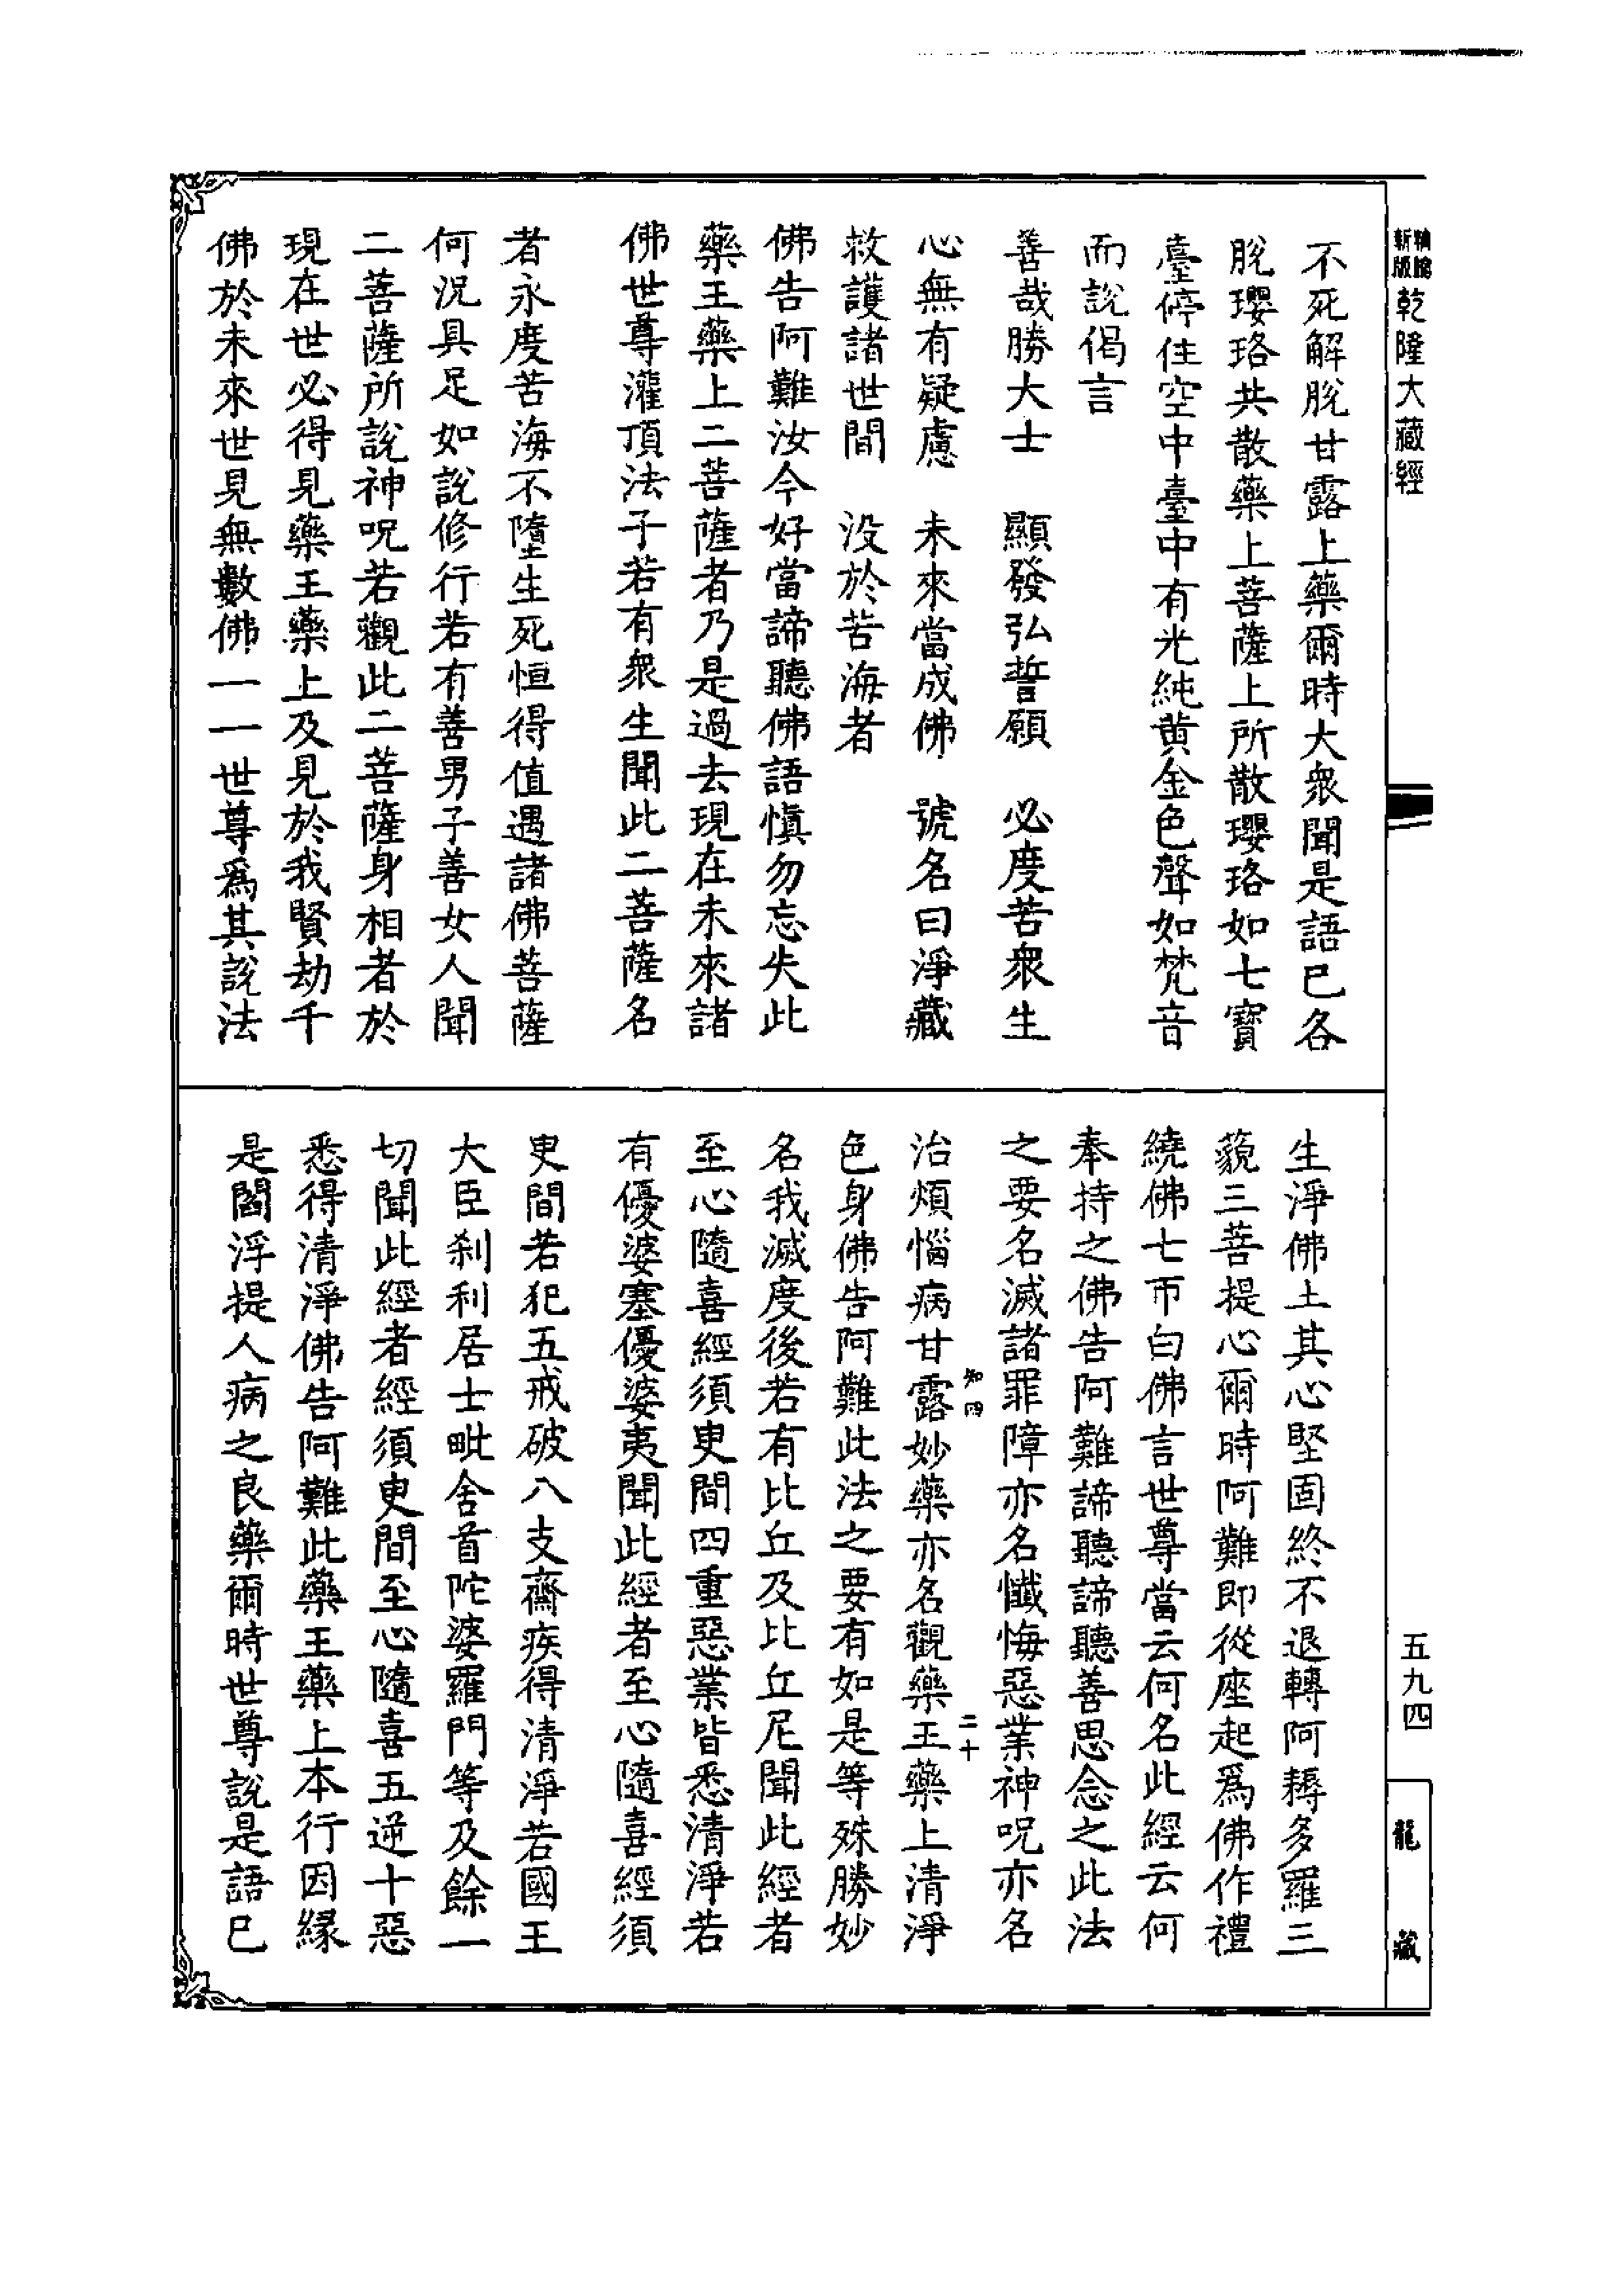 新版
乾隆大藏經
不死解脫甘露上藥爾時大衆聞是語已各
脫瓔珞共散藥上菩薩上所散瓔珞如七寶
臺停住空中臺中有光純黃金色聲如梵音
而說偈言
善哉勝大士　顯發弘誓願　必度苦衆生
心無有疑慮　未來當成佛　號名曰淨藏
救護諸世間　没於苦海者
佛告阿難汝今好當諦聽佛語愼勿忘失此
藥王藥上二菩薩者乃是過去現在未來諸
佛世尊灌頂法子若有衆生聞此二菩薩名
者永度苦海不墮生死恒得值遇諸佛菩薩
何況具足如說修行若有善男子善女人聞
二菩薩所說神呪若觀此二菩薩身相者於
現在世必得見藥王藥上及見於我賢劫千
佛於未來世見無數佛一一世尊爲其說法
生淨佛土其心堅固終不退轉阿耨多羅三
藐三菩提心爾時阿難即從座起爲佛作禮
繞佛七帀白佛言世尊當云何名此經云何
奉持之佛告阿難諦聽諦聽善思念之此法
之要名滅諸罪障亦名懺悔惡業神呪亦名
治煩惱病甘露妙藥亦名觀藥王藥上清淨
知四　二十
色身佛告阿難此法之要有如是等殊勝妙
名我滅度後若有比丘及比丘尼聞此經者
至心隨喜經須臾間四重惡業皆悉清淨若
有優婆塞優婆夷聞此經者至心隨喜經須
臾間若犯五戒破八支齋疾得清淨若國王
大臣刹利居士毗舍首陀婆羅門等及餘一
切聞此經者經須臾間至心隨喜五逆十惡
悉得清淨佛告阿難此藥王藥上本行因緣
是閻浮提人病之良藥爾時世尊說是語已
五九四
龍藏